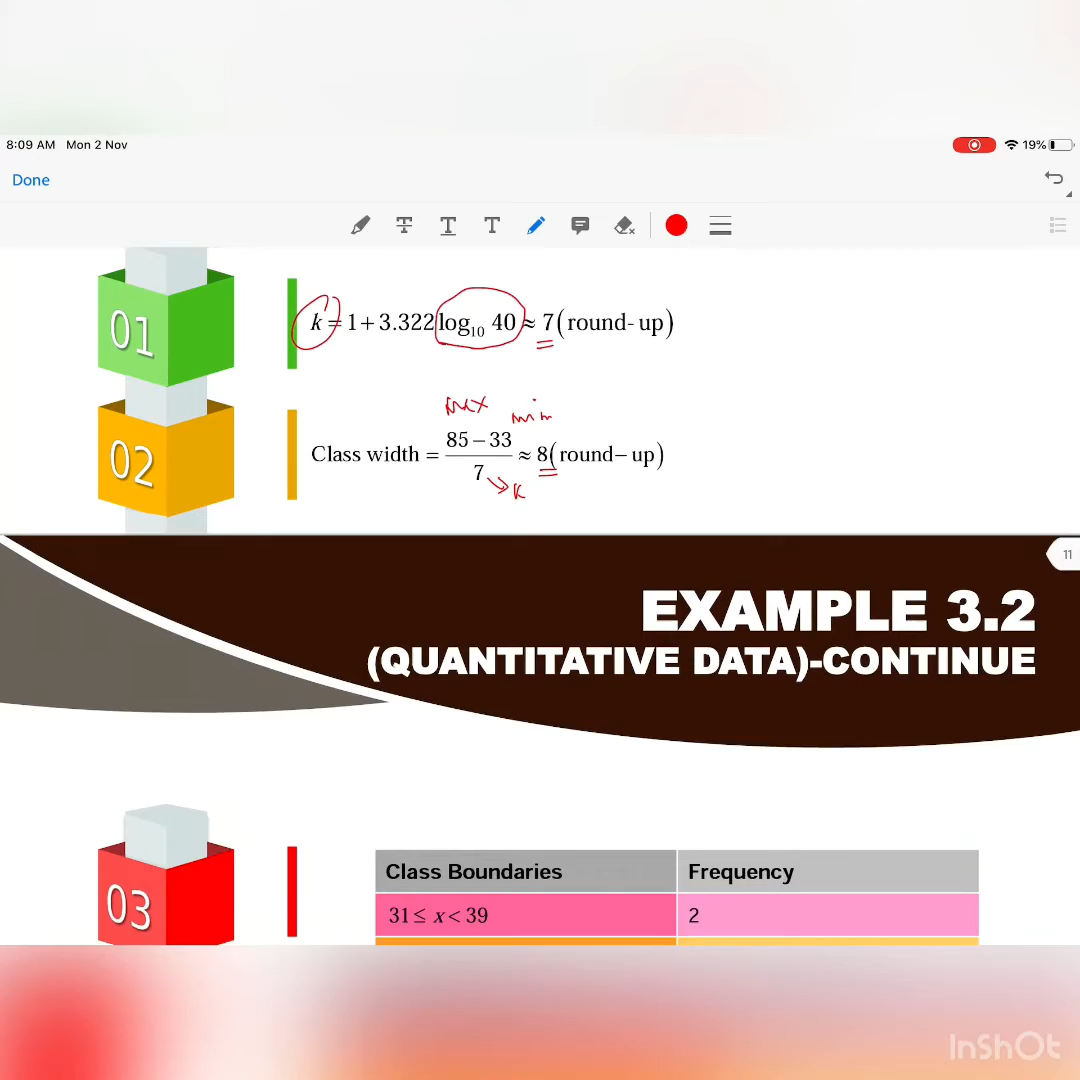 8:09 AM Mon 2 Nov
19%
Done
T T T
01
k = 1 + 3.322 log₁₀ 40 ≈ 7 (round-up)
max min
02
Class width = (85 − 33)/7 ≈ 8 (round−up)
K
11
EXAMPLE 3.2
(QUANTITATIVE DATA)-CONTINUE
03
Class Boundaries Frequency
31 ≤ x < 39 2
InShOt